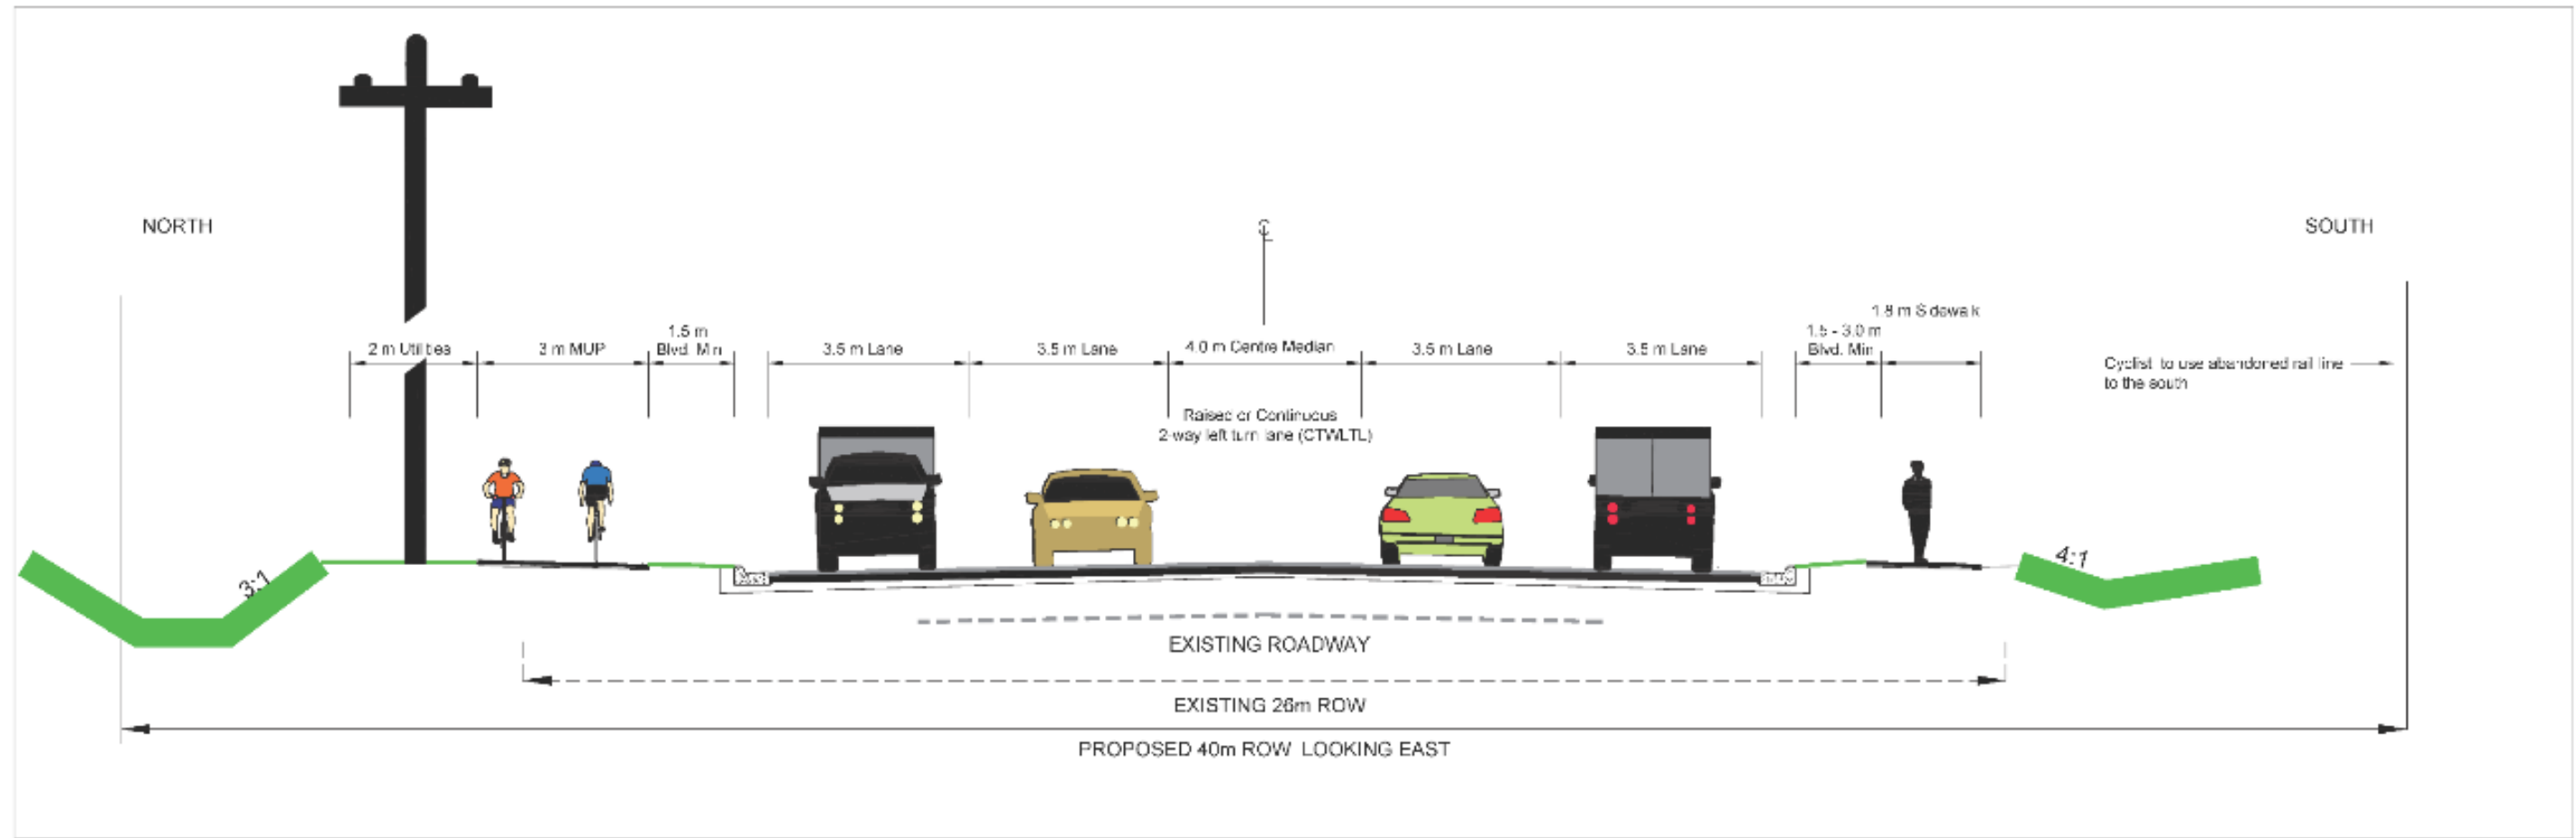 NORTH
SOUTH
℄
2 m Utilities
3 m MUP
1.5 m
Blvd. Min
3.5 m Lane
3.5 m Lane
4.0 m Centre Median
3.5 m Lane
3.5 m Lane
1.5 - 3.0 m
Blvd. Min
1.8 m Sidewalk
Cyclist to use abandoned rail line
to the south
Raised or Continuous
2-way left turn lane (CTWLTL)
3:1
4:1
EXISTING ROADWAY
EXISTING 26m ROW
PROPOSED 40m ROW LOOKING EAST